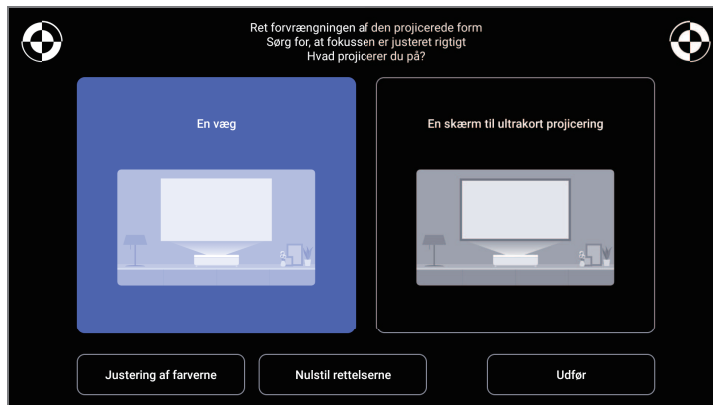 Ret forvrængningen af den projicerede form
Sørg for, at fokussen er justeret rigtigt
Hvad projicerer du på?
En væg
En skærm til ultrakort projicering
Justering af farverne
Nulstil rettelserne
Udfør